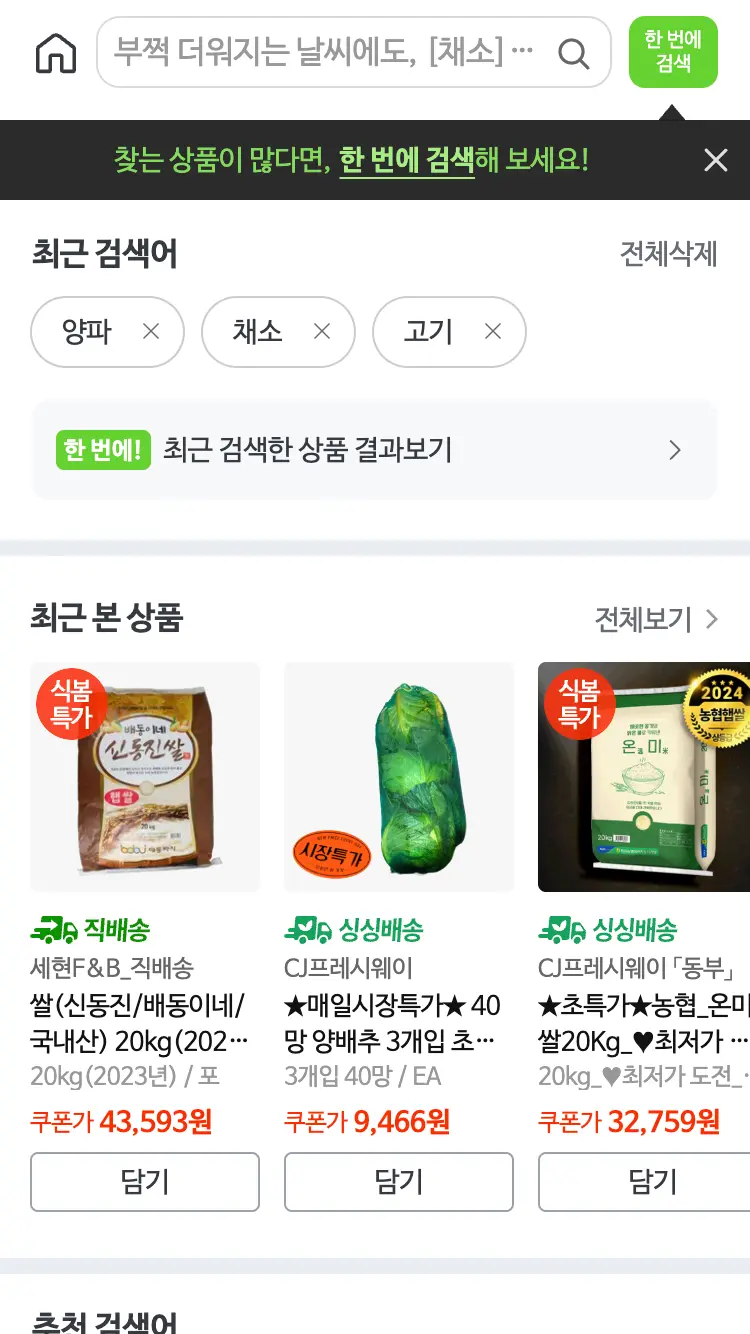 부쩍 더워지는 날씨에도, [채소] ···
한 번에
검색
찾는 상품이 많다면, 한 번에 검색해 보세요!
최근 검색어
전체삭제
양파
채소
고기
한 번에!
최근 검색한 상품 결과보기
최근 본 상품
전체보기
식봄
특가
배동이네
신동진쌀
햅쌀
20kg
시장특가
식봄
특가
2024
농협햅쌀
상등급
온 미
20kg
직배송
세현F&B_직배송
쌀(신동진/배동이네/
국내산) 20kg(202···
20kg(2023년) / 포
쿠폰가 43,593원
담기
싱싱배송
CJ프레시웨이
★매일시장특가★ 40
망 양배추 3개입 초···
3개입 40망 / EA
쿠폰가 9,466원
담기
싱싱배송
CJ프레시웨이 「동부」
★초특가★농협_온미
쌀20Kg_♥최저가 ···
20kg_♥최저가 도전_··
쿠폰가 32,759원
담기
추천 검색어